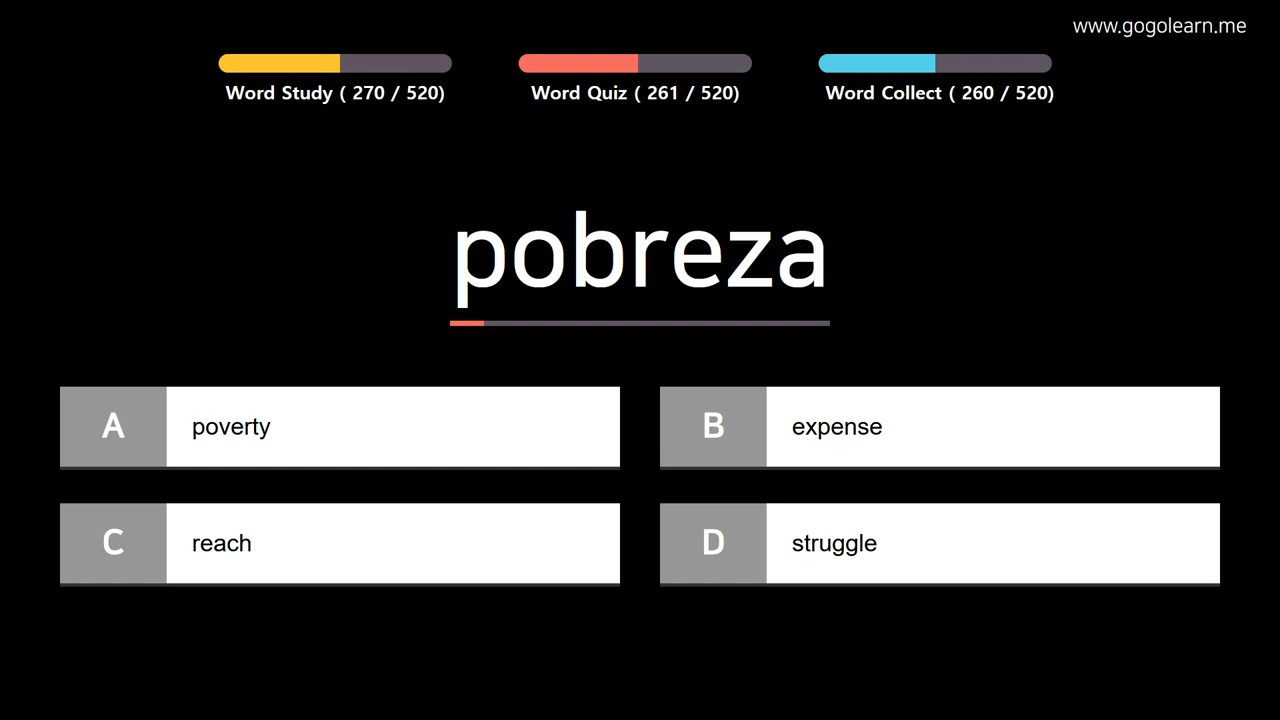 www.gogolearn.me
Word Study ( 270 / 520)
Word Quiz ( 261 / 520)
Word Collect ( 260 / 520)
pobreza
A poverty
B expense
C reach
D struggle